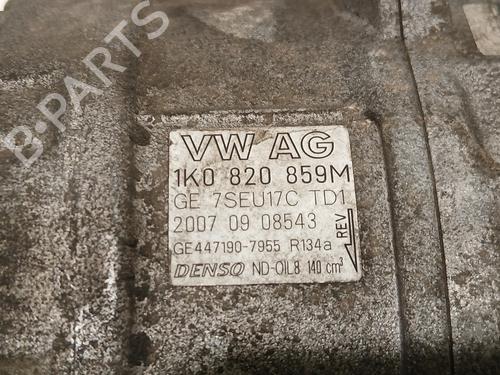 B-PARTS
VW AG
1K0 820 859M
GE 7SEU17C TD1
2007 09 08543
GE447190-7955 R134a
DENSO ND-OIL8 140 cm³
REV